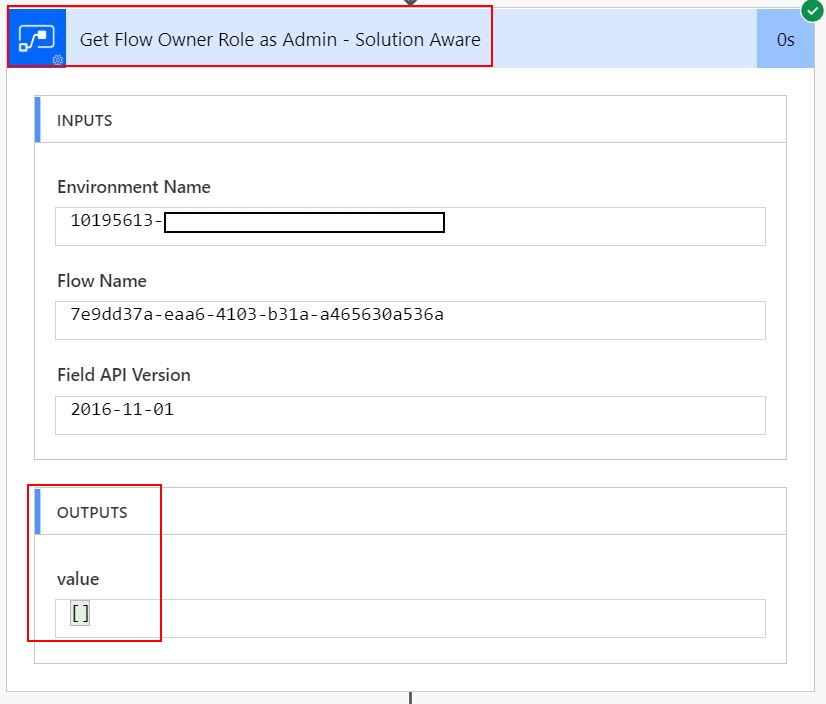 Get Flow Owner Role as Admin - Solution Aware 0s
INPUTS
Environment Name
10195613-
Flow Name
7e9dd37a-eaa6-4103-b31a-a465630a536a
Field API Version
2016-11-01
OUTPUTS
value
[]